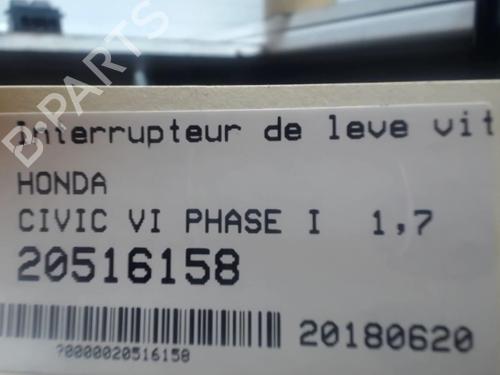 Interrupteur de leve vit
HONDA
CIVIC VI PHASE I 1,7
20516158
20180620
?0000020516158
D-PARTS